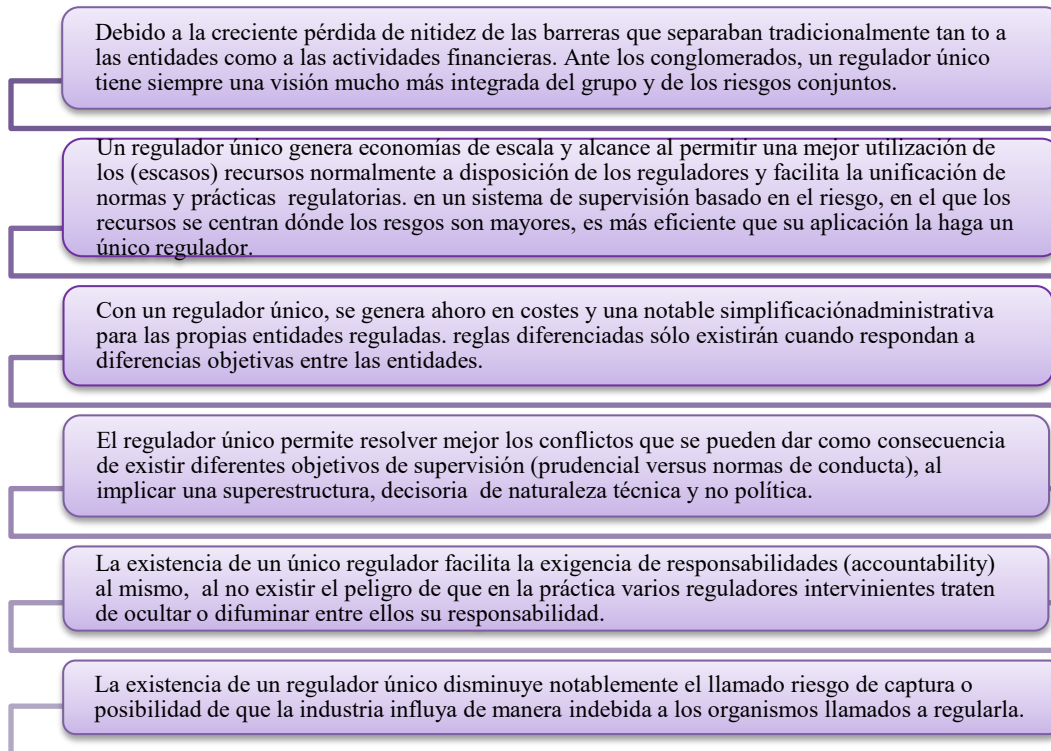 Debido a la creciente pérdida de nitidez de las barreras que separaban tradicionalmente tan to a
las entidades como a las actividades financieras. Ante los conglomerados, un regulador único
tiene siempre una visión mucho más integrada del grupo y de los riesgos conjuntos.
Un regulador único genera economías de escala y alcance al permitir una mejor utilización de
los (escasos) recursos normalmente a disposición de los reguladores y facilita la unificación de
normas y prácticas regulatorias. en un sistema de supervisión basado en el riesgo, en el que los
recursos se centran dónde los resgos son mayores, es más eficiente que su aplicación la haga un
único regulador.
Con un regulador único, se genera ahoro en costes y una notable simplificaciónadministrativa
para las propias entidades reguladas. reglas diferenciadas sólo existirán cuando respondan a
diferencias objetivas entre las entidades.
El regulador único permite resolver mejor los conflictos que se pueden dar como consecuencia
de existir diferentes objetivos de supervisión (prudencial versus normas de conducta), al
implicar una superestructura, decisoria de naturaleza técnica y no política.
La existencia de un único regulador facilita la exigencia de responsabilidades (accountability)
al mismo, al no existir el peligro de que en la práctica varios reguladores intervinientes traten
de ocultar o difuminar entre ellos su responsabilidad.
La existencia de un regulador único disminuye notablemente el llamado riesgo de captura o
posibilidad de que la industria influya de manera indebida a los organismos llamados a regularla.